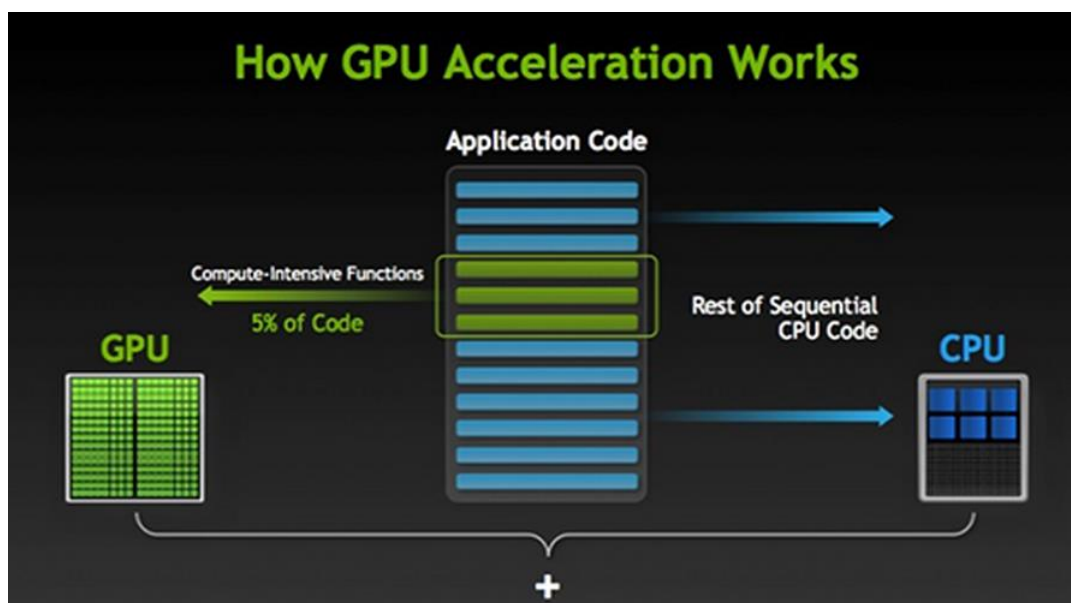 How GPU Acceleration Works
Application Code
Compute-Intensive Functions
5% of Code
Rest of Sequential
CPU Code
GPU
CPU
+